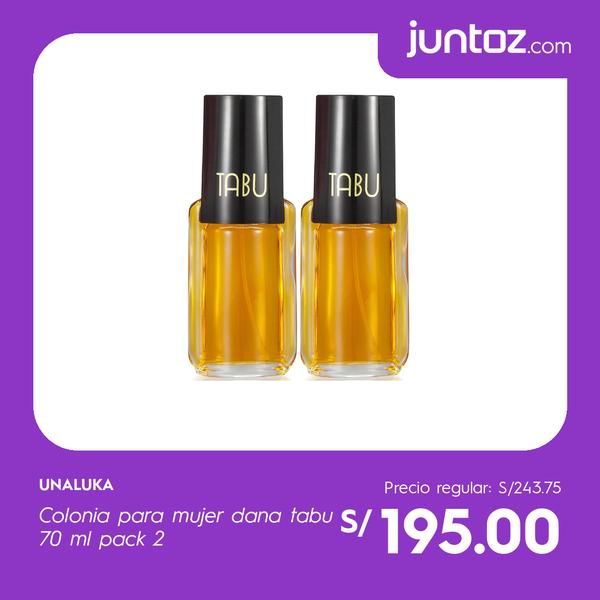 juntoz.com
TABU TABU
UNALUKA
Colonia para mujer dana tabu
70 ml pack 2
Precio regular: S/243.75
S/195.00